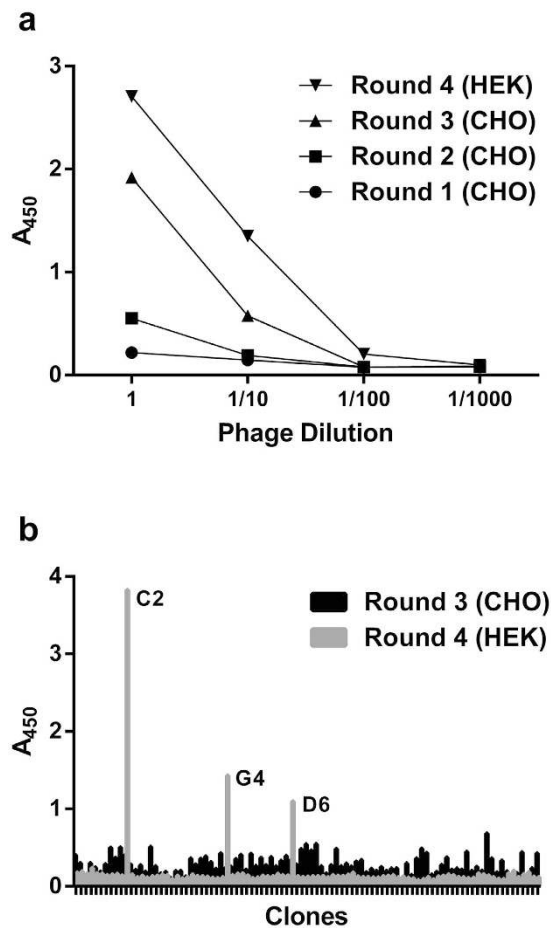 a
3
2
1
0
A450
Round 4 (HEK)
Round 3 (CHO)
Round 2 (CHO)
Round 1 (CHO)
1 1/10 1/100 1/1000
Phage Dilution
b
4
3
2
1
0
A450
C2
G4
D6
Round 3 (CHO)
Round 4 (HEK)
Clones